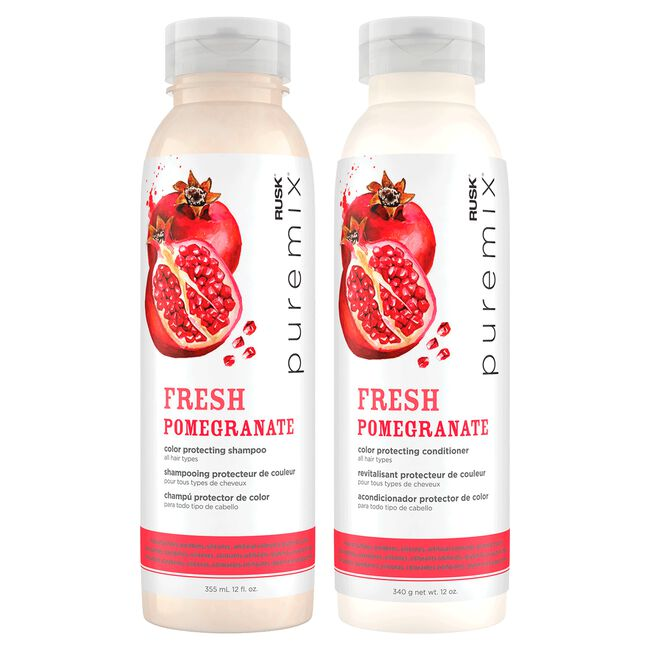 RUSK
puremix
FRESH
POMEGRANATE
color protecting shampoo
all hair types
shampooing protecteur de couleur
pour tous types de cheveux
champú protector de color
para todo tipo de cabello
355 mL 12 fl. oz.
RUSK
puremix
FRESH
POMEGRANATE
color protecting conditioner
all hair types
revitalisant protecteur de couleur
pour tous types de cheveux
acondicionador protector de color
para todo tipo de cabello
340 g net wt. 12 oz.